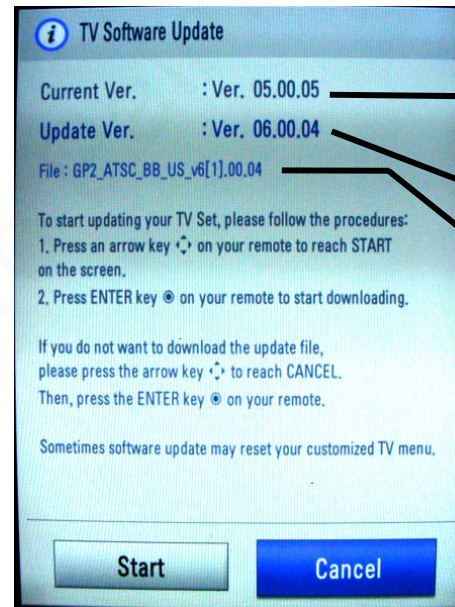 i TV Software Update
Current Ver. : Ver. 05.00.05
Update Ver. : Ver. 06.00.04
File : GP2_ATSC_BB_US_v6[1].00.04
To start updating your TV Set, please follow the procedures:
1. Press an arrow key on your remote to reach START
on the screen.
2. Press ENTER key ◉ on your remote to start downloading.
If you do not want to download the update file,
please press the arrow key to reach CANCEL.
Then, press the ENTER key ◉ on your remote.
Sometimes software update may reset your customized TV menu.
Start
Cancel